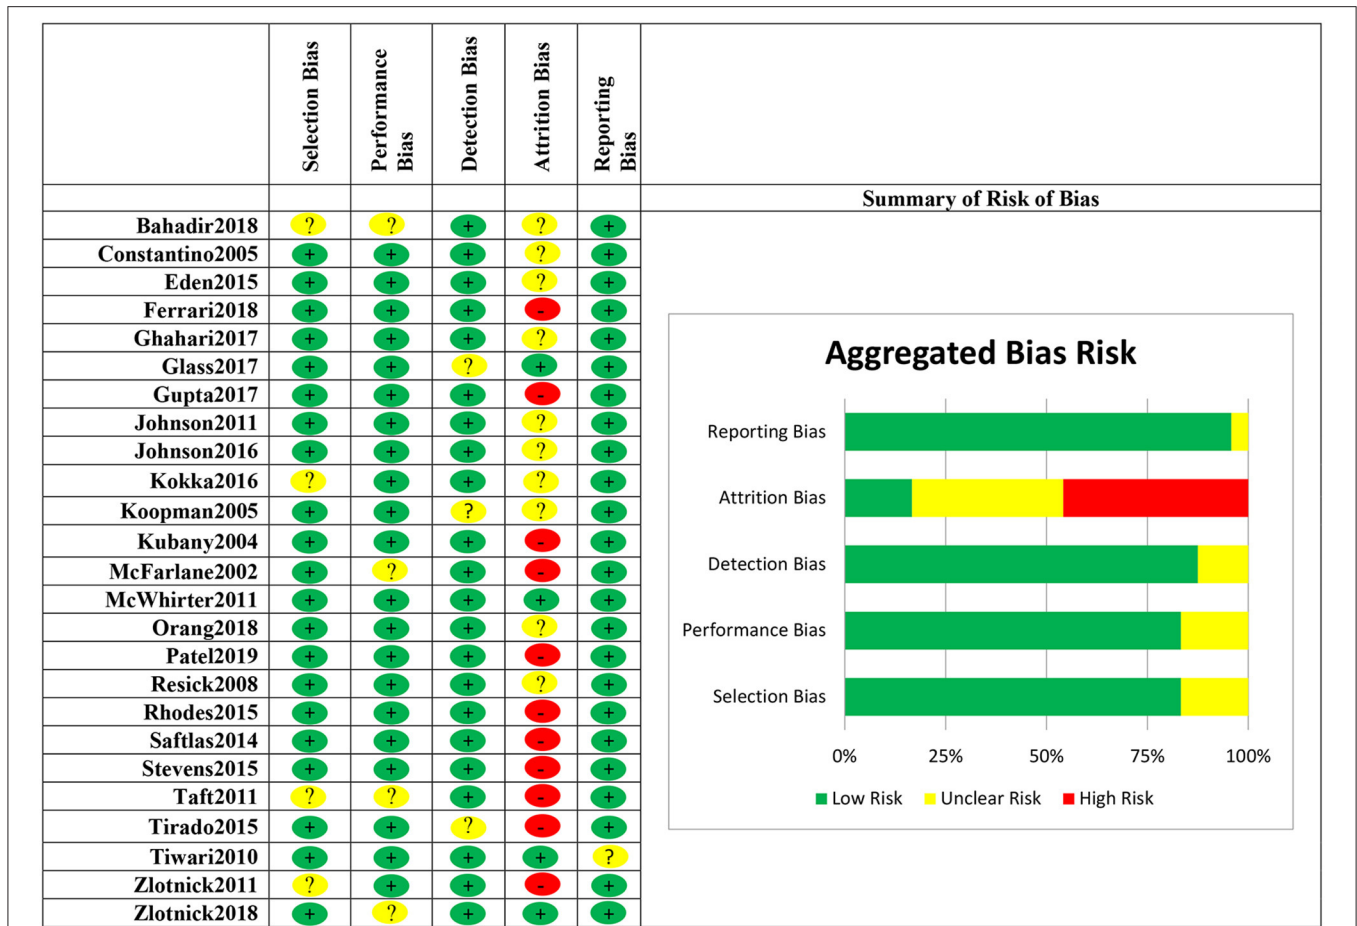 Selection Bias
Performance
Bias
Detection Bias
Attrition Bias
Reporting
Bias
Summary of Risk of Bias
Bahadir2018 ? ? + ? +
Constantino2005 + + + ? +
Eden2015 + + + ? +
Ferrari2018 + + + - +
Ghahari2017 + + + ? +
Glass2017 + + ? + +
Gupta2017 + + + - +
Johnson2011 + + + ? +
Johnson2016 + + + ? +
Kokka2016 ? + + ? +
Koopman2005 + + ? ? +
Kubany2004 + + + - +
McFarlane2002 + ? + - +
McWhirter2011 + + + + +
Orang2018 + + + ? +
Patel2019 + + + - +
Resick2008 + + + ? +
Rhodes2015 + + + - +
Saftlas2014 + + + - +
Stevens2015 + + + - +
Taft2011 ? ? + - +
Tirado2015 + + ? - +
Tiwari2010 + + + + ?
Zlotnick2011 ? + + - +
Zlotnick2018 + ? + + +
Aggregated Bias Risk
Reporting Bias
Attrition Bias
Detection Bias
Performance Bias
Selection Bias
0% 25% 50% 75% 100%
Low Risk Unclear Risk High Risk